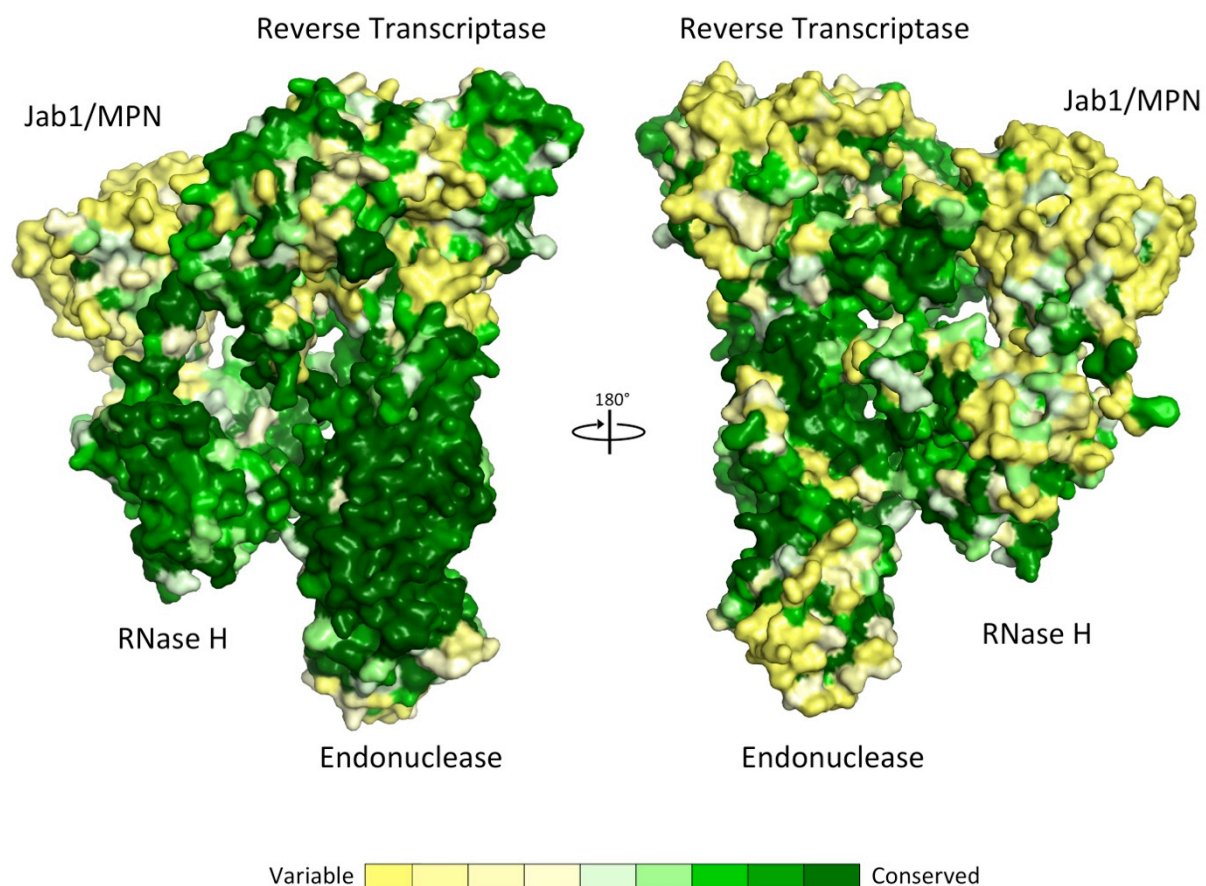 Reverse Transcriptase
Reverse Transcriptase
Jab1/MPN
Jab1/MPN
180°
RNase H
RNase H
Endonuclease
Endonuclease
Variable
Conserved